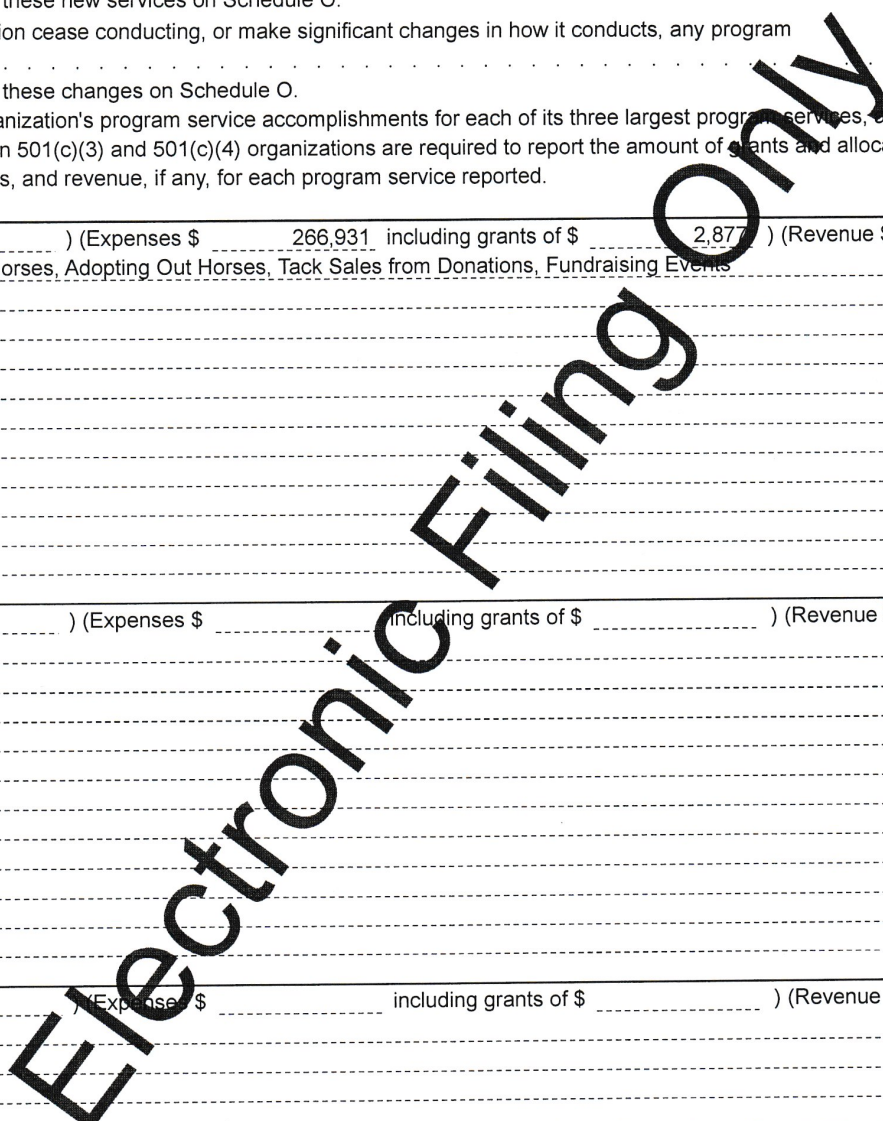 these new services on Schedule O.
ion cease conducting, or make significant changes in how it conducts, any program
. . . . . . . . . . . . . . . . . . . . . . . . . . . . . .
these changes on Schedule O.
anization's program service accomplishments for each of its three largest program services,
n 501(c)(3) and 501(c)(4) organizations are required to report the amount of grants and alloca
s, and revenue, if any, for each program service reported.
) (Expenses $ 266,931 including grants of $ 2,877 ) (Revenue $
orses, Adopting Out Horses, Tack Sales from Donations, Fundraising Events
) (Expenses $ including grants of $ ) (Revenue
) (Expenses $ including grants of $ ) (Revenue
Electronic Filing Only